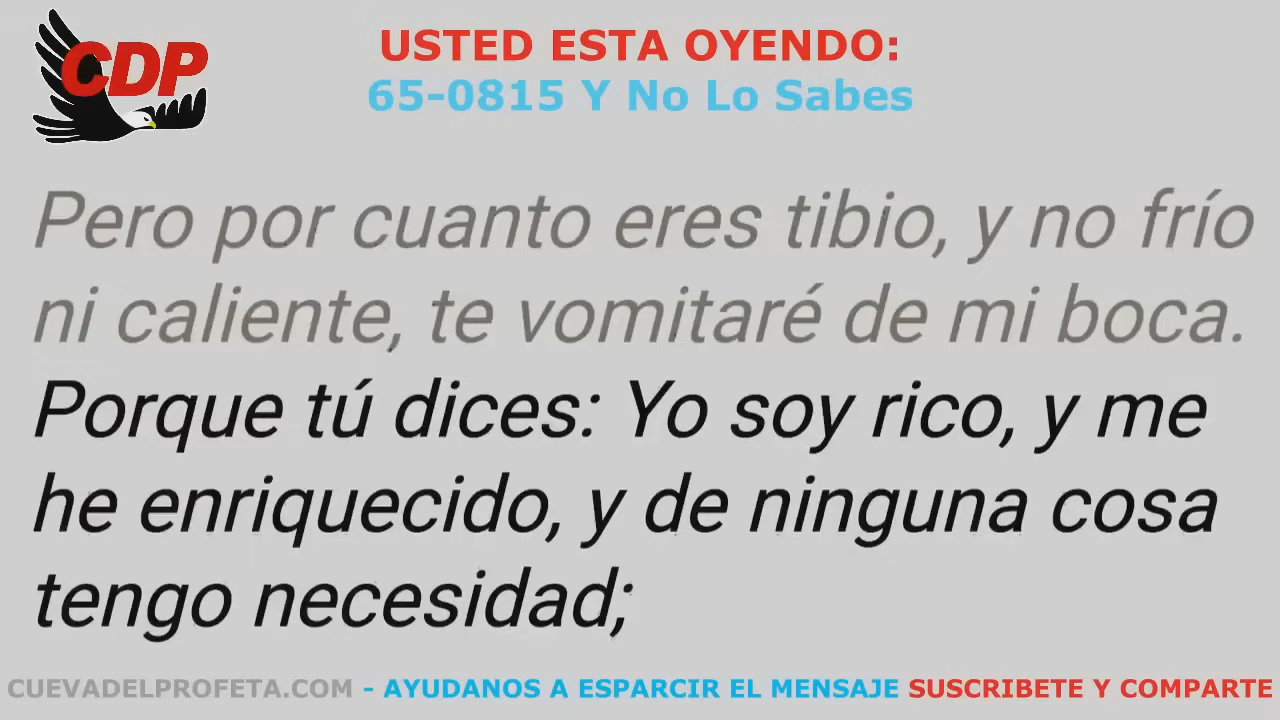 CDP
USTED ESTA OYENDO:
65-0815 Y No Lo Sabes
Pero por cuanto eres tibio, y no frío
ni caliente, te vomitaré de mi boca.
Porque tú dices: Yo soy rico, y me
he enriquecido, y de ninguna cosa
tengo necesidad;
CUEVADELPROFETA.COM - AYUDANOS A ESPARCIR EL MENSAJE SUSCRIBETE Y COMPARTE